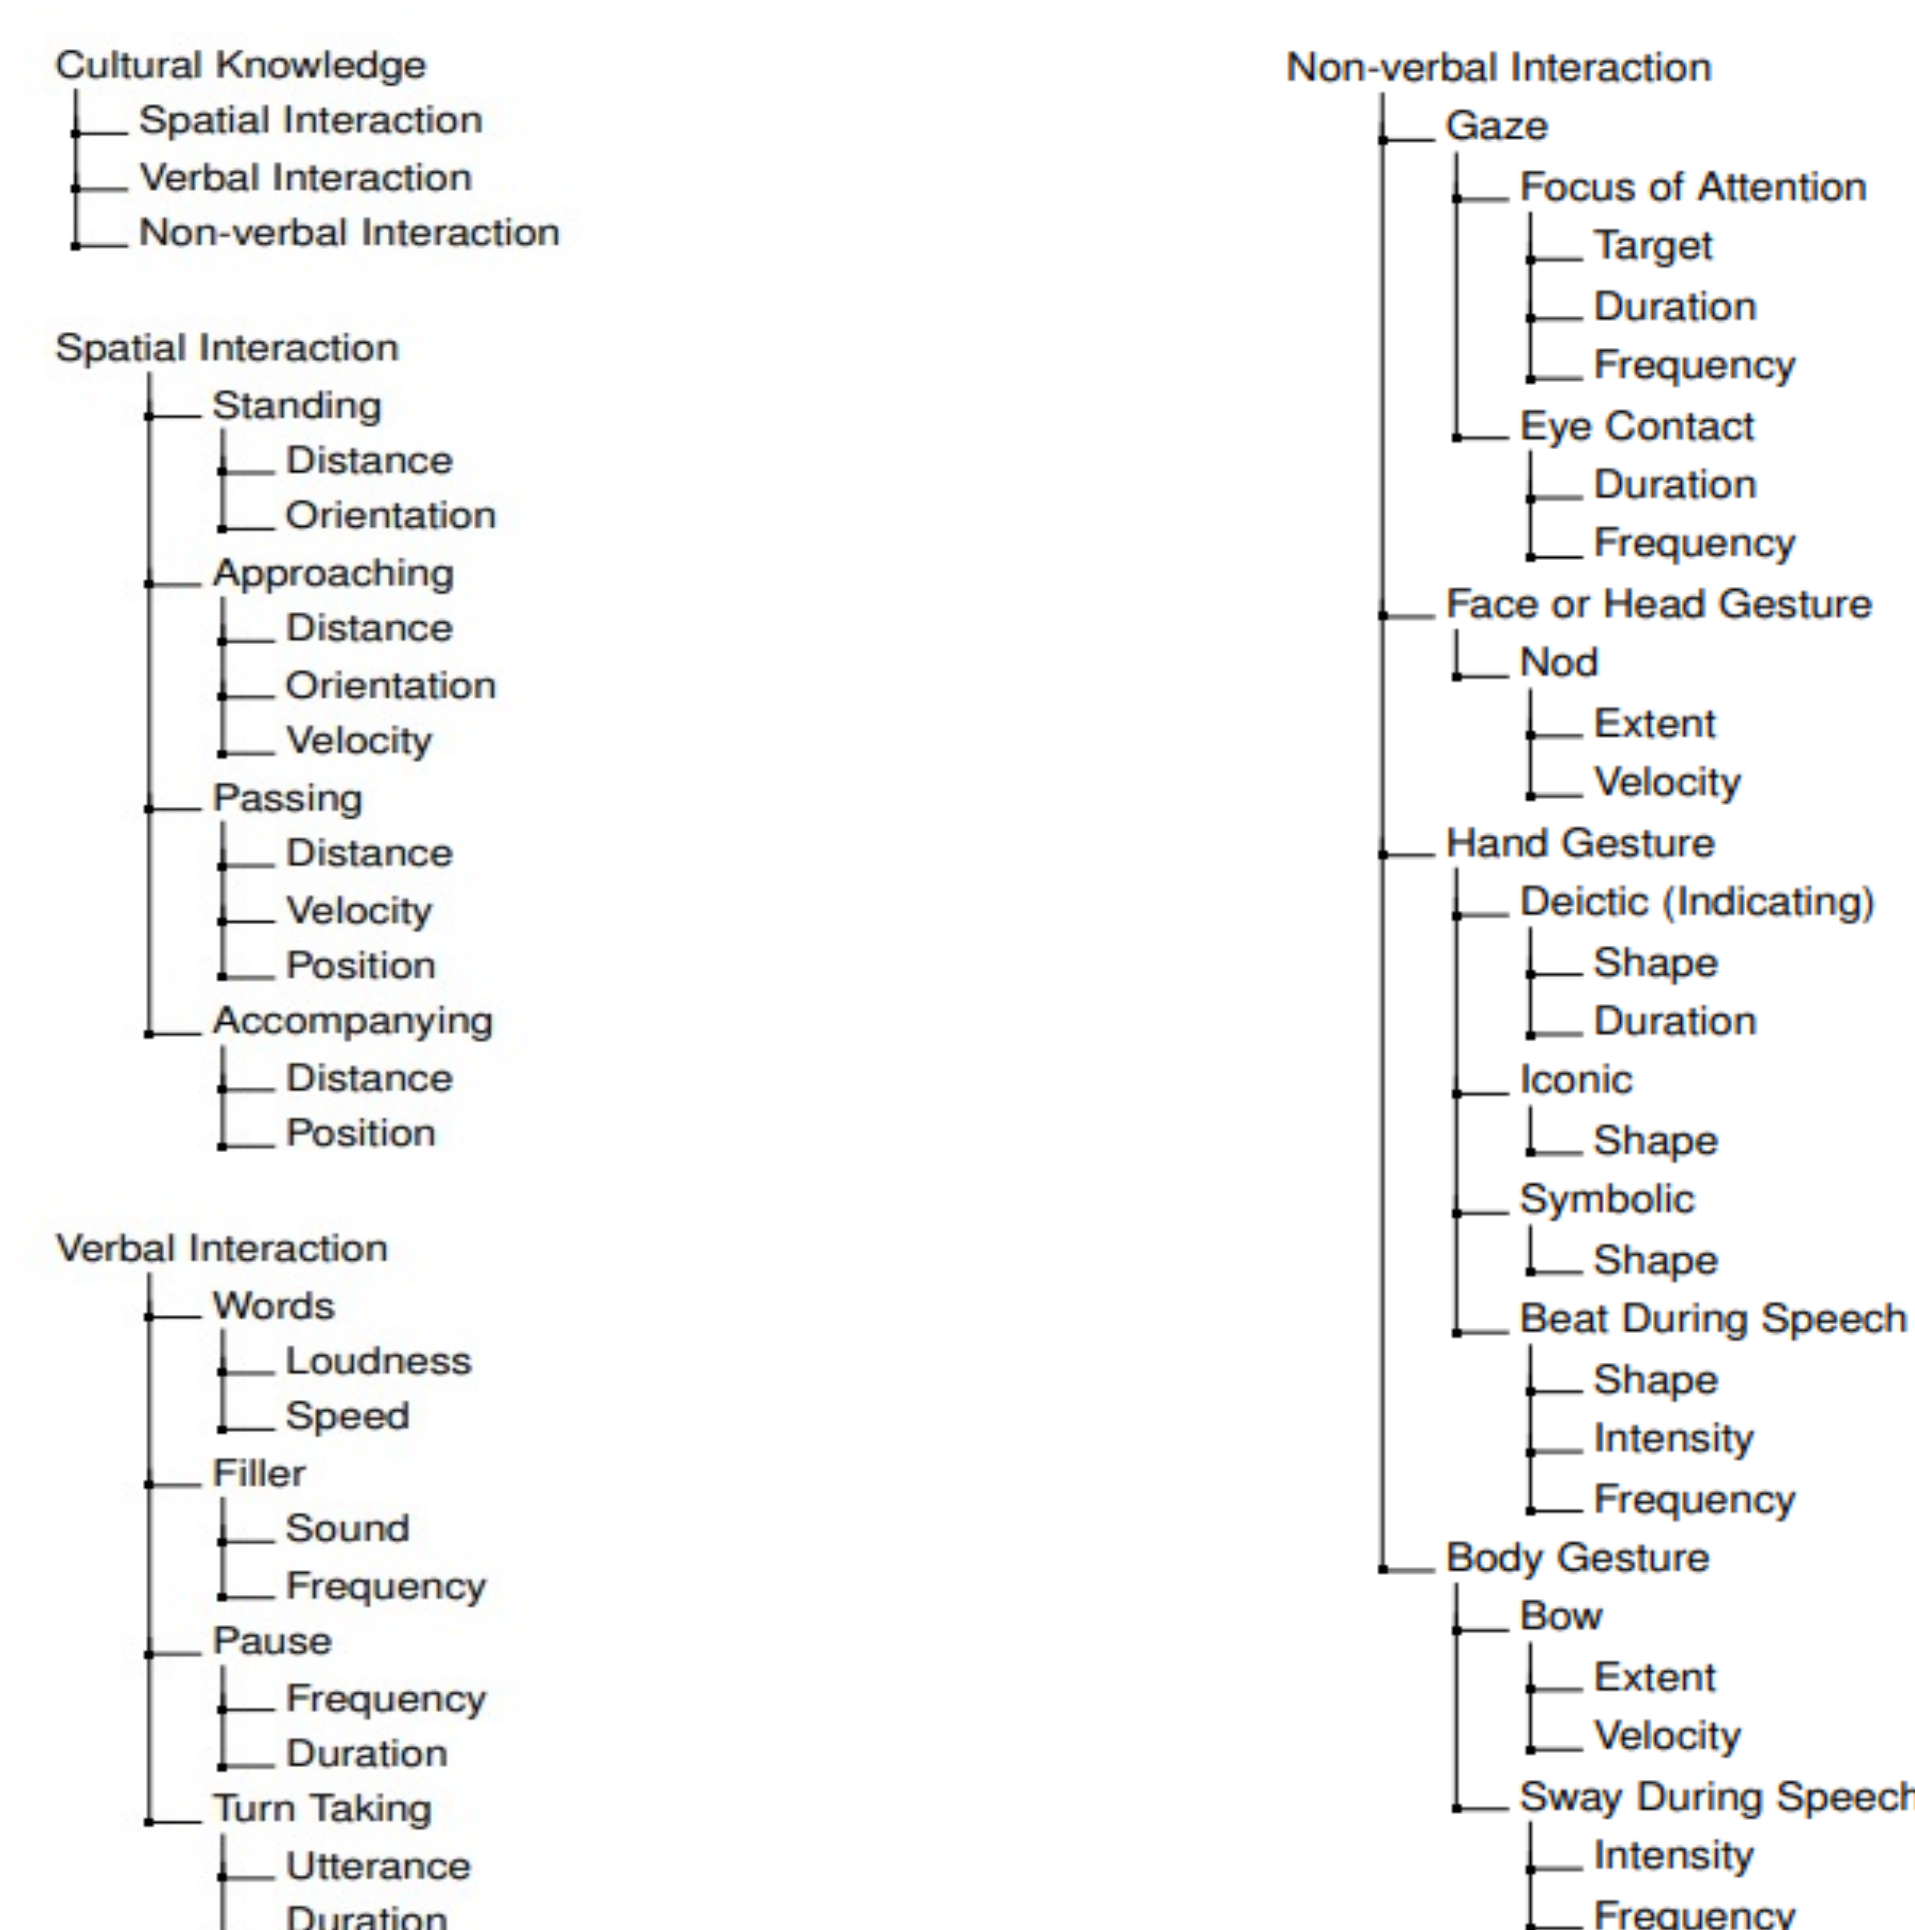 Cultural Knowledge
Spatial Interaction
Verbal Interaction
Non-verbal Interaction
Spatial Interaction
Standing
Distance
Orientation
Approaching
Distance
Orientation
Velocity
Passing
Distance
Velocity
Position
Accompanying
Distance
Position
Verbal Interaction
Words
Loudness
Speed
Filler
Sound
Frequency
Pause
Frequency
Duration
Turn Taking
Utterance
Duration
Non-verbal Interaction
Gaze
Focus of Attention
Target
Duration
Frequency
Eye Contact
Duration
Frequency
Face or Head Gesture
Nod
Extent
Velocity
Hand Gesture
Deictic (Indicating)
Shape
Duration
Iconic
Shape
Symbolic
Shape
Beat During Speech
Shape
Intensity
Frequency
Body Gesture
Bow
Extent
Velocity
Sway During Speech
Intensity
Frequency